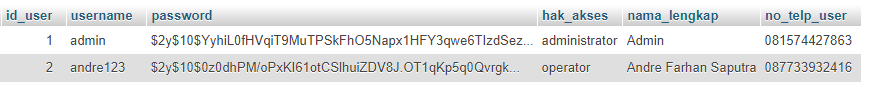 id_user username password hak_akses nama_lengkap no_telp_user
1 admin $2y$10$YyhiL0fHVqiT9MuTPSkFhO5Napx1HFY3qwe6TIzdSez... administrator Admin 081574427863
2 andre123 $2y$10$0z0dhPM/oPxKl61otCSlhuiZDV8J.OT1qKp5q0Qvrgk... operator Andre Farhan Saputra 087733932416